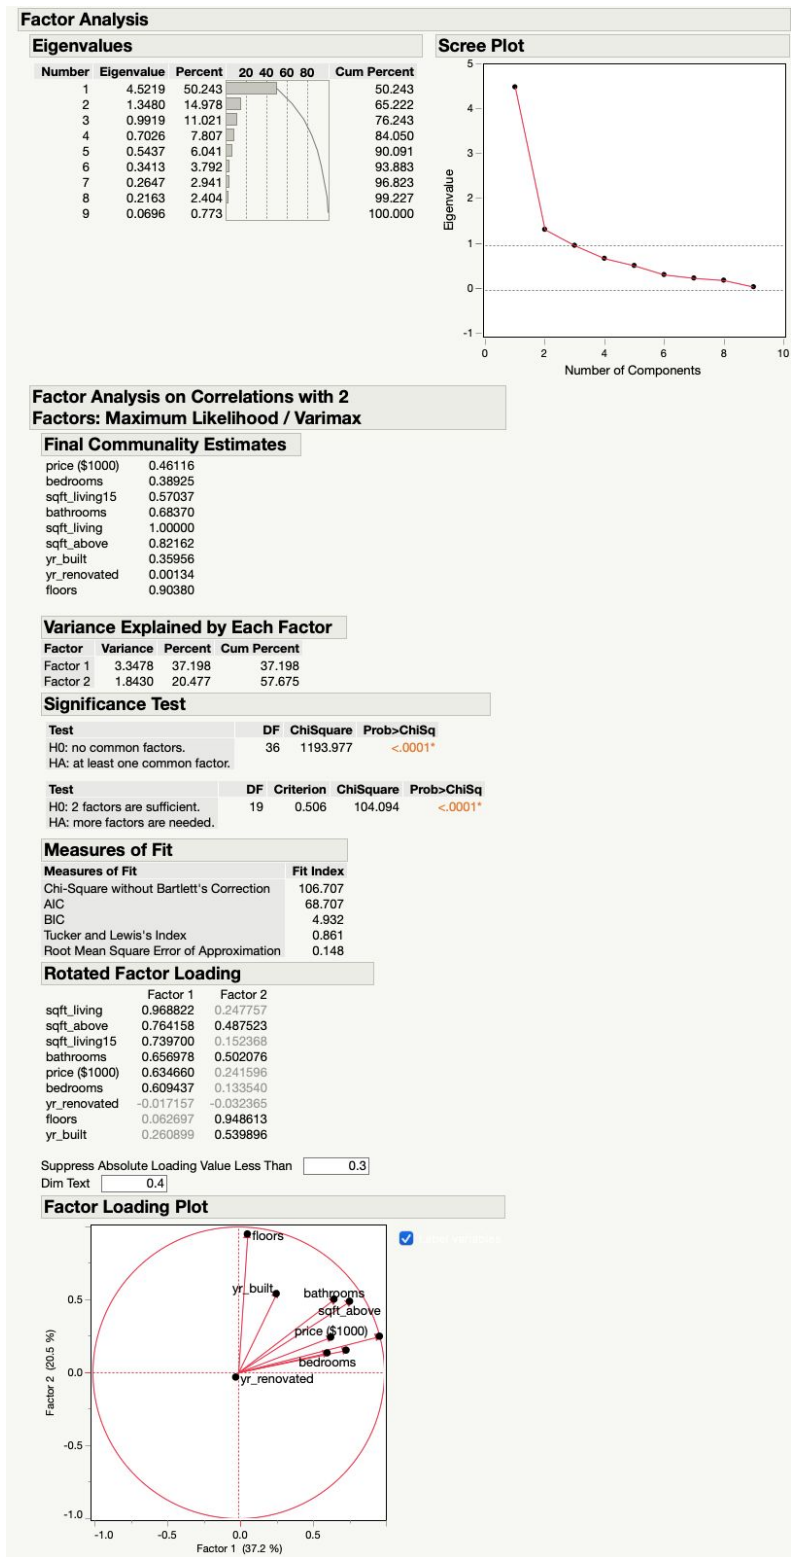 Factor Analysis
Eigenvalues
Number Eigenvalue Percent 20 40 60 80 Cum Percent
1 4.5219 50.243 50.243
2 1.3480 14.978 65.222
3 0.9919 11.021 76.243
4 0.7026 7.807 84.050
5 0.5437 6.041 90.091
6 0.3413 3.792 93.883
7 0.2647 2.941 96.823
8 0.2163 2.404 99.227
9 0.0696 0.773 100.000
Scree Plot
5
4
3
2
1
0
-1
Eigenvalue
0 2 4 6 8 10
Number of Components
Factor Analysis on Correlations with 2
Factors: Maximum Likelihood / Varimax
Final Communality Estimates
price ($1000) 0.46116
bedrooms 0.38925
sqft_living15 0.57037
bathrooms 0.68370
sqft_living 1.00000
sqft_above 0.82162
yr_built 0.35956
yr_renovated 0.00134
floors 0.90380
Variance Explained by Each Factor
Factor Variance Percent Cum Percent
Factor 1 3.3478 37.198 37.198
Factor 2 1.8430 20.477 57.675
Significance Test
Test DF ChiSquare Prob>ChiSq
H0: no common factors. 36 1193.977 <.0001*
HA: at least one common factor.
Test DF Criterion ChiSquare Prob>ChiSq
H0: 2 factors are sufficient. 19 0.506 104.094 <.0001*
HA: more factors are needed.
Measures of Fit
Measures of Fit Fit Index
Chi-Square without Bartlett's Correction 106.707
AIC 68.707
BIC 4.932
Tucker and Lewis's Index 0.861
Root Mean Square Error of Approximation 0.148
Rotated Factor Loading
Factor 1 Factor 2
sqft_living 0.968822 0.247757
sqft_above 0.764158 0.487523
sqft_living15 0.739700 0.152368
bathrooms 0.656978 0.502076
price ($1000) 0.634660 0.241596
bedrooms 0.609437 0.133540
yr_renovated -0.017157 -0.032365
floors 0.062697 0.948613
yr_built 0.260899 0.539896
Suppress Absolute Loading Value Less Than 0.3
Dim Text 0.4
Factor Loading Plot
floors
yr_built
bathrooms
sqft_above
price ($1000)
bedrooms
yr_renovated
0.5
0.0
-0.5
-1.0
Factor 2 (20.5 %)
-1.0 -0.5 0.0 0.5
Factor 1 (37.2 %)